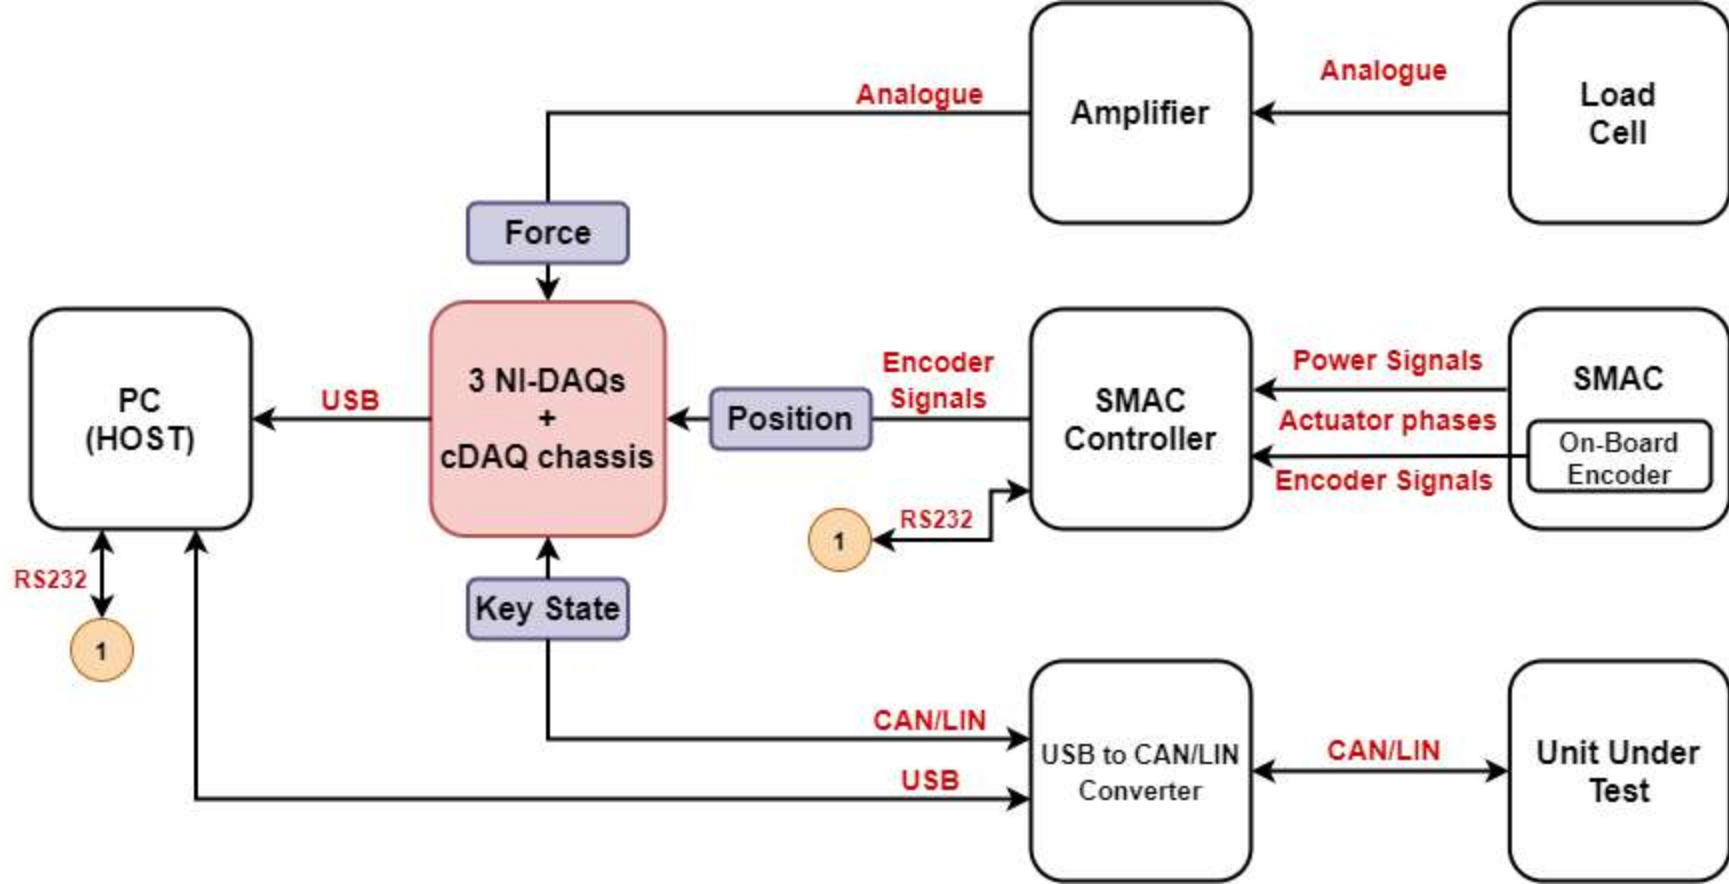 Analogue
Amplifier
Analogue
Load
Cell
Force
PC
(HOST)
USB
3 NI-DAQs
+
cDAQ chassis
Position
Encoder
Signals
SMAC
Controller
Power Signals
Actuator phases
Encoder Signals
SMAC
On-Board
Encoder
RS232
1
RS232
1
Key State
CAN/LIN
USB
USB to CAN/LIN
Converter
CAN/LIN
Unit Under
Test